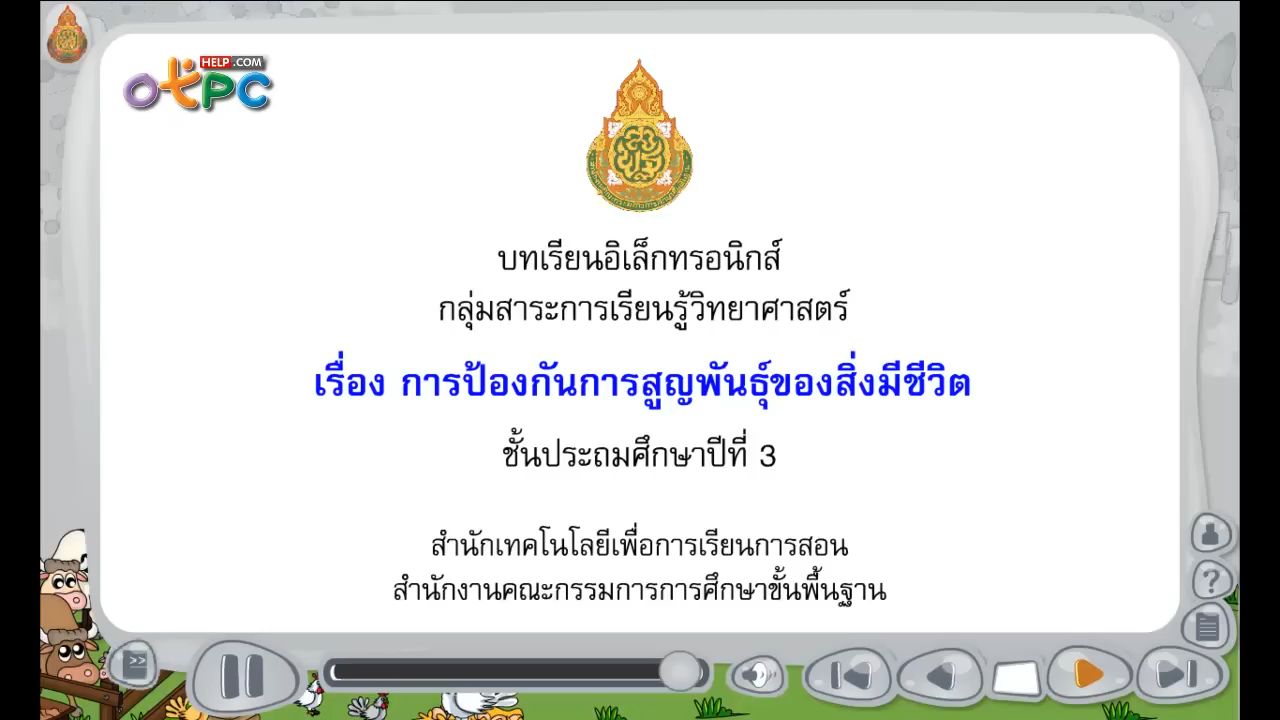 HELP.COM
OTPC
บทเรียนอิเล็กทรอนิกส์
กลุ่มสาระการเรียนรู้วิทยาศาสตร์
เรื่อง การป้องกันการสูญพันธุ์ของสิ่งมีชีวิต
ชั้นประถมศึกษาปีที่ 3
สำนักเทคโนโลยีเพื่อการเรียนการสอน
สำนักงานคณะกรรมการการศึกษาขั้นพื้นฐาน
?
>>